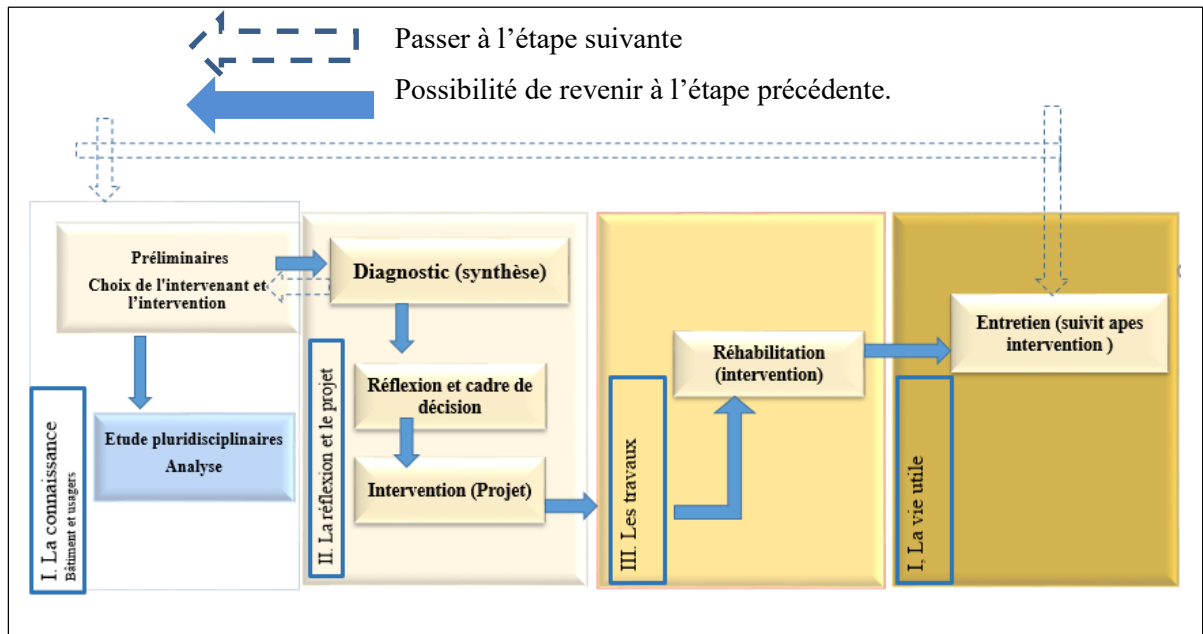 Passer à l’étape suivante
Possibilité de revenir à l’étape précédente.
Préliminaires
Choix de l'intervenant et
l’intervention
Etude pluridisciplinaires
Analyse
I. La connaissance
Bâtiment et usagers
Diagnostic (synthèse)
Réflexion et cadre de
décision
Intervention (Projet)
II. La réflexion et le projet
Réhabilitation
(intervention)
III. Les travaux
Entretien (suivit apes
intervention )
I, La vie utile